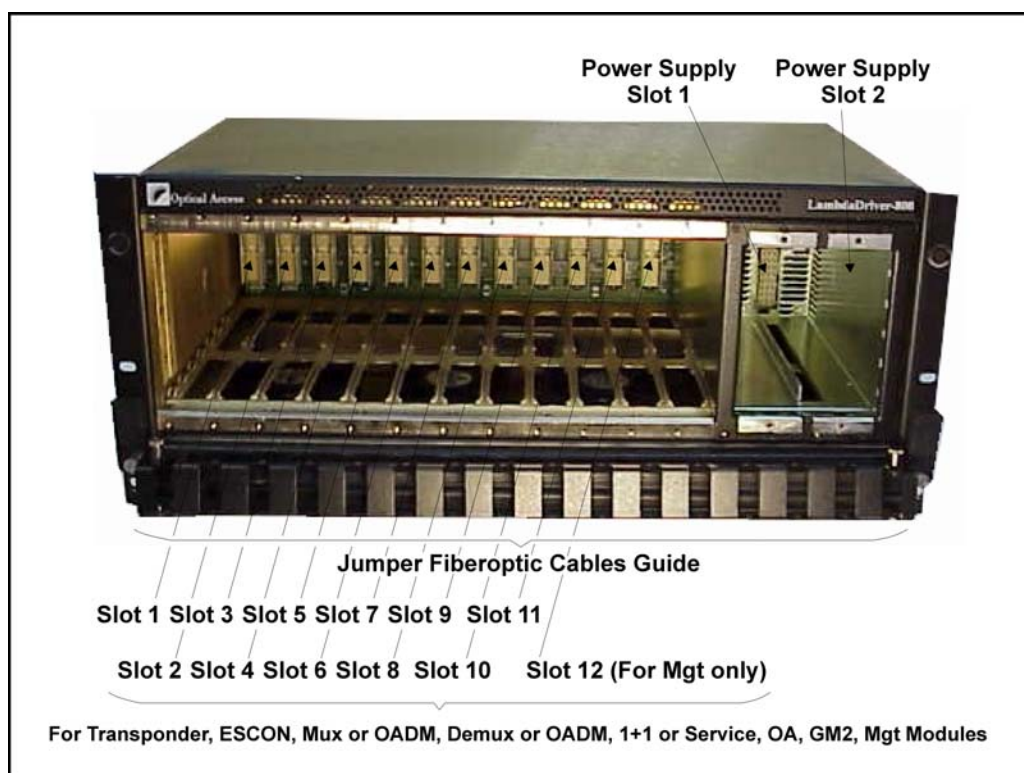 Power Supply
Slot 1
Power Supply
Slot 2
Optical Access
LambdaDriver-800
Jumper Fiberoptic Cables Guide
Slot 1 Slot 3 Slot 5 Slot 7 Slot 9 Slot 11
Slot 2 Slot 4 Slot 6 Slot 8 Slot 10 Slot 12 (For Mgt only)
For Transponder, ESCON, Mux or OADM, Demux or OADM, 1+1 or Service, OA, GM2, Mgt Modules